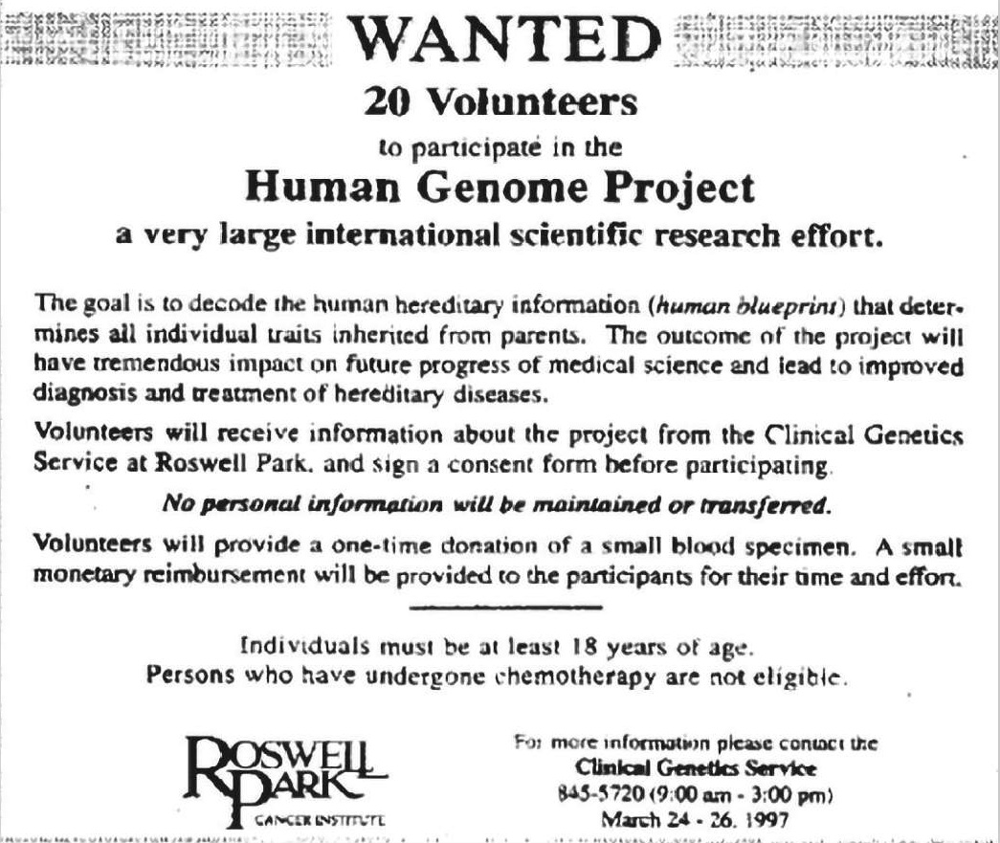 WANTED
20 Volunteers
to participate in the
Human Genome Project
a very large international scientific research effort.
The goal is to decode the human hereditary information (human blueprint) that deter-
mines all individual traits inherited from parents. The outcome of the project will
have tremendous impact on future progress of medical science and lead to improved
diagnosis and treatment of hereditary diseases.
Volunteers will receive information about the project from the Clinical Genetics
Service at Roswell Park, and sign a consent form before participating.
No personal information will be maintained or transferred.
Volunteers will provide a one-time donation of a small blood specimen. A small
monetary reimbursement will be provided to the participants for their time and effort.
Individuals must be at least 18 years of age.
Persons who have undergone chemotherapy are not eligible.
ROSWELL
PARK
CANCER INSTITUTE
For more information please contact the
Clinical Genetics Service
845-5720 (9:00 am - 3:00 pm)
March 24 - 26, 1997